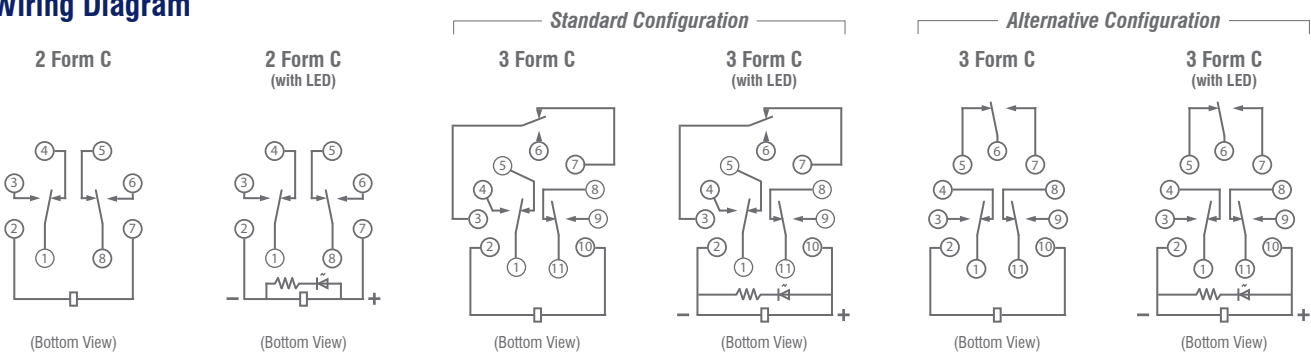 Wiring Diagram
Standard Configuration
Alternative Configuration
2 Form C
2 Form C
(with LED)
3 Form C
3 Form C
(with LED)
3 Form C
3 Form C
(with LED)
4 5
3 6
2 7
1 8
(Bottom View)
4 5
3 6
2 7
1 8
~
− +
(Bottom View)
6
5 7
4 8
3 9
2 10
1 11
(Bottom View)
6
5 7
4 8
3 9
2 10
1 11
~
− +
(Bottom View)
6
5 7
4 8
3 9
2 10
1 11
(Bottom View)
6
5 7
4 8
3 9
2 10
1 11
~
− +
(Bottom View)